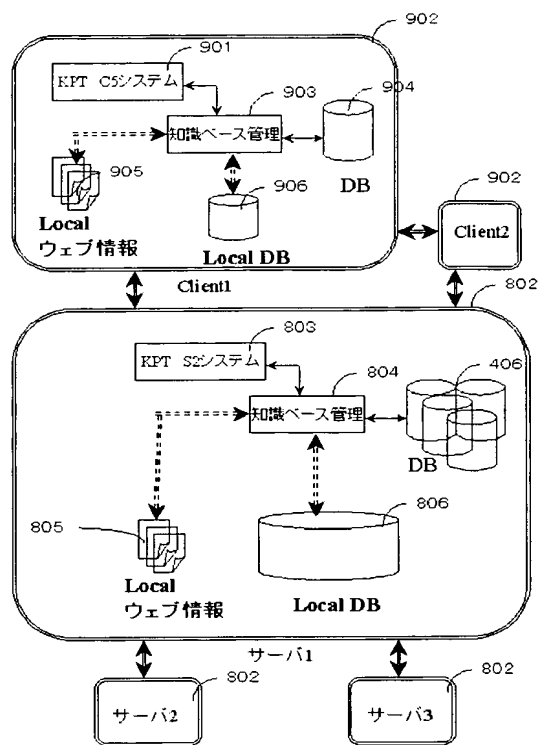 902
901
KPT C5システム
903
904
知識ベース管理
905
906
DB
902
Local
ウェブ情報
Local DB
Client2
Client1
802
803
KPT S2システム
804
406
知識ベース管理
DB
805
806
Local
ウェブ情報
Local DB
サーバ1
802
802
サーバ2
サーバ3